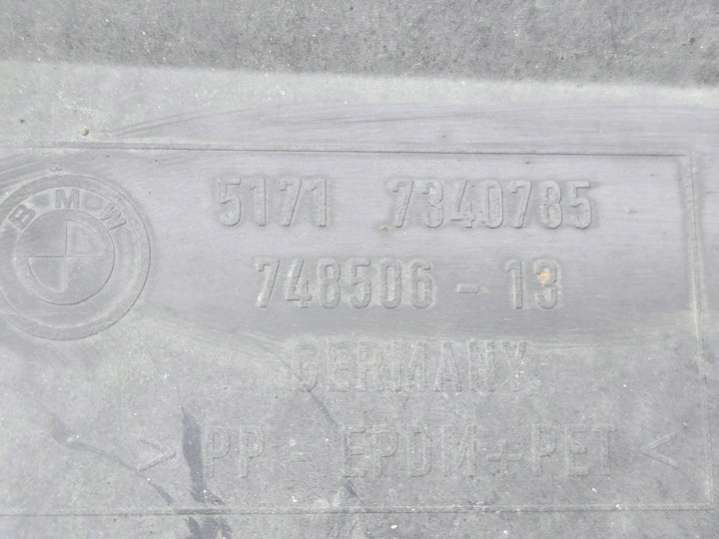 BMW
5171 7340785
748506 - 13
GERMANY
> PP - EPDM+PET <